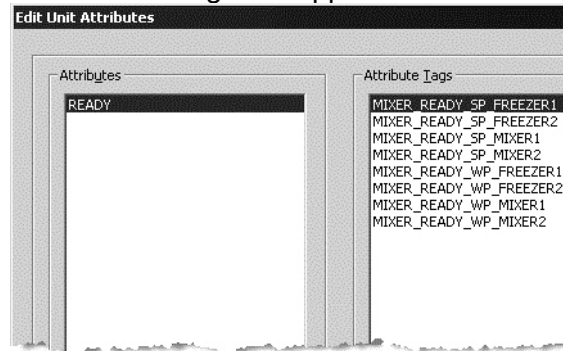 Edit Unit Attributes
Attributes
READY
Attribute Tags
MIXER_READY_SP_FREEZER1
MIXER_READY_SP_FREEZER2
MIXER_READY_SP_MIXER1
MIXER_READY_SP_MIXER2
MIXER_READY_WP_FREEZER1
MIXER_READY_WP_FREEZER2
MIXER_READY_WP_MIXER1
MIXER_READY_WP_MIXER2